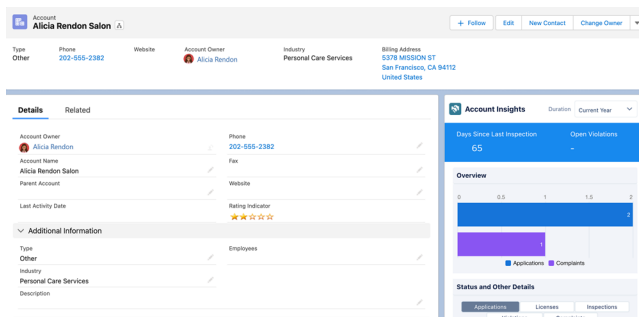 Account
Alicia Rendon Salon
+ Follow
Edit
New Contact
Change Owner
Type
Other
Phone
202-555-2382
Website
Account Owner
Alicia Rendon
Industry
Personal Care Services
Billing Address
5378 MISSION ST
San Francisco, CA 94112
United States
Details
Related
Account Owner
Alicia Rendon
Phone
202-555-2382
Account Name
Alicia Rendon Salon
Fax
Parent Account
Website
Last Activity Date
Rating Indicator
Additional Information
Type
Other
Employees
Industry
Personal Care Services
Description
Account Insights
Duration
Current Year
Days Since Last Inspection
65
Open Violations
-
Overview
0 0.5 1 1.5 2
2
1
Applications Complaints
Status and Other Details
Applications
Licenses
Inspections